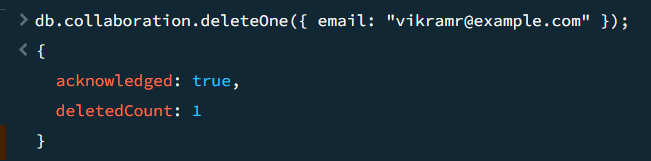 > db.collaboration.deleteOne({ email: "vikramr@example.com" });
< {
acknowledged: true,
deletedCount: 1
}